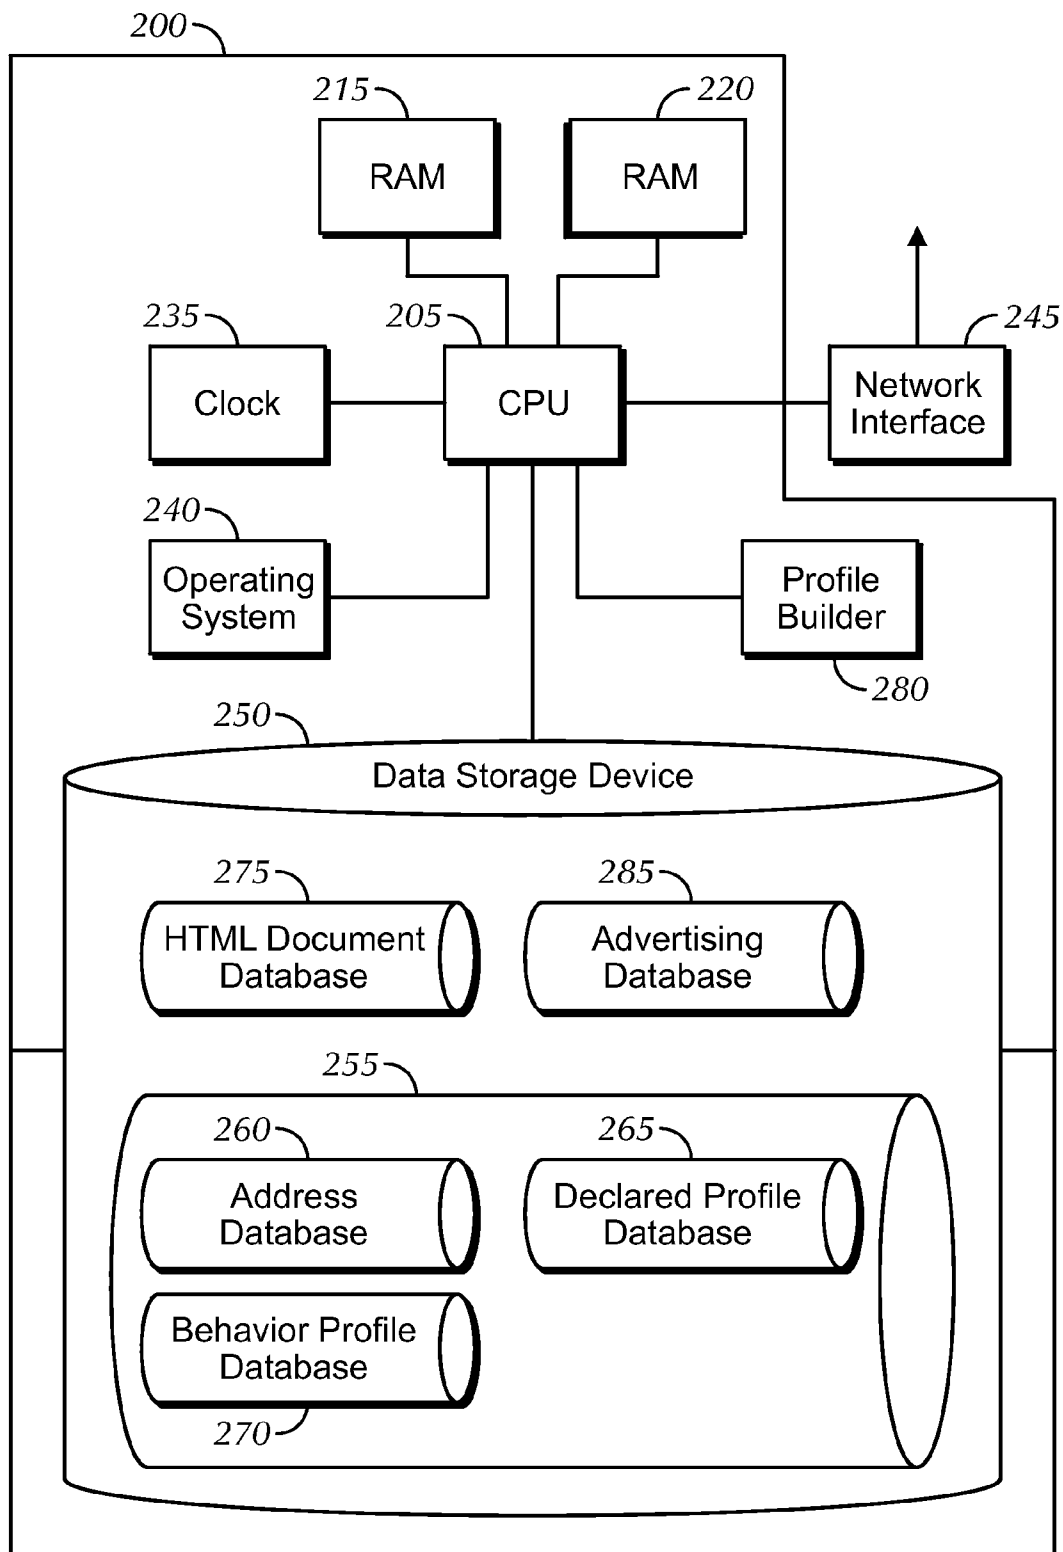 200
215
220
RAM
RAM
235
205
245
Clock
CPU
Network
Interface
240
Operating
System
Profile
Builder
280
250
Data Storage Device
275
285
HTML Document
Database
Advertising
Database
255
260
265
Address
Database
Declared Profile
Database
Behavior Profile
Database
270